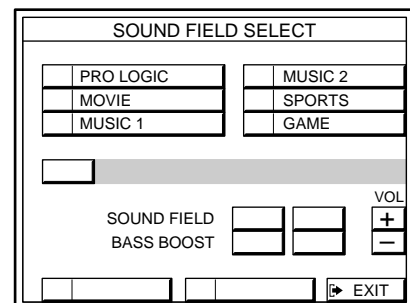 SOUND FIELD SELECT
PRO LOGIC
MOVIE
MUSIC 1
MUSIC 2
SPORTS
GAME
VOL
SOUND FIELD
+
BASS BOOST
−
EXIT